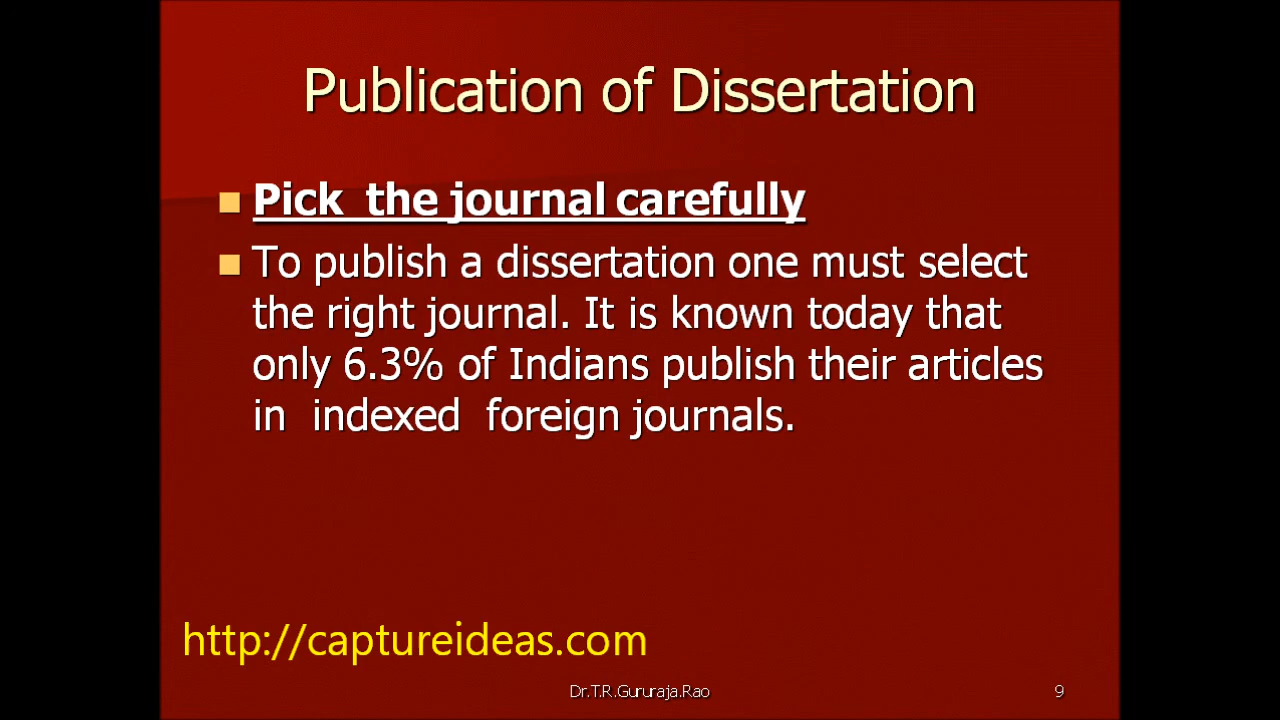 Publication of Dissertation
Pick the journal carefully
To publish a dissertation one must select
the right journal. It is known today that
only 6.3% of Indians publish their articles
in indexed foreign journals.
http://captureideas.com
Dr.T.R.Gururaja.Rao
9